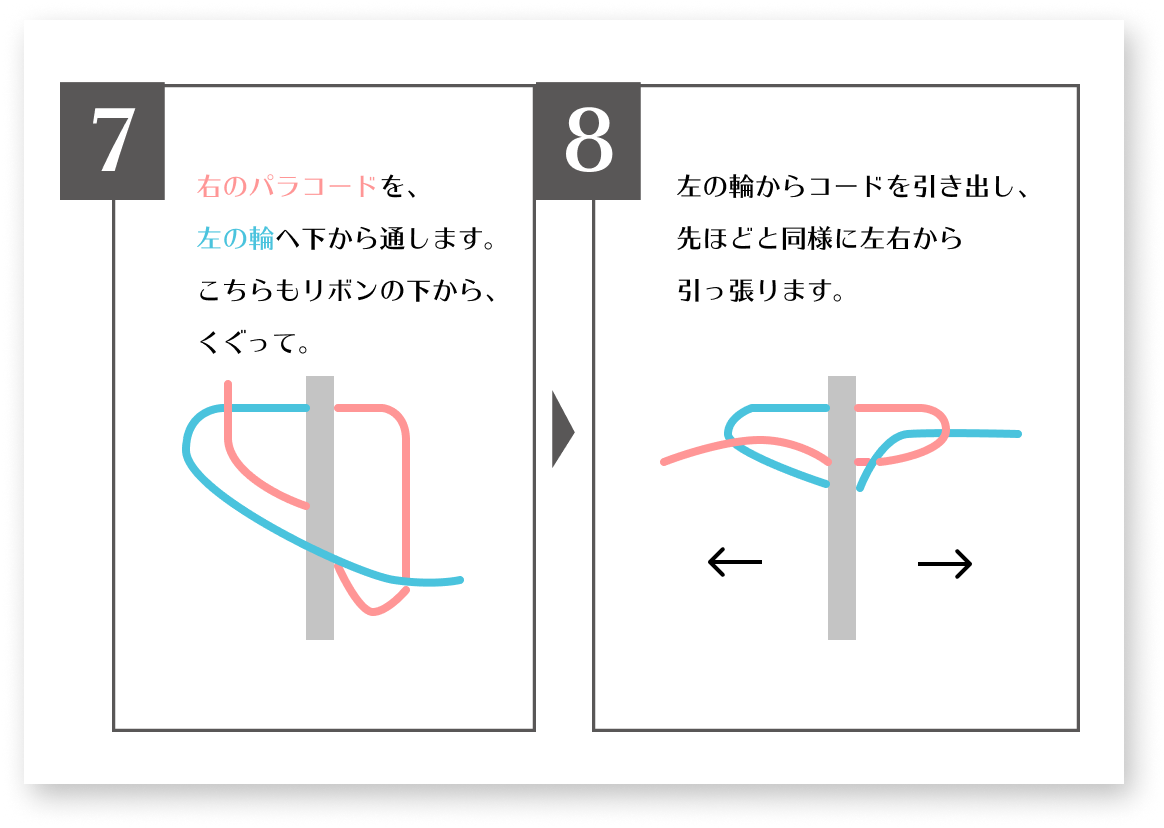 7
右のパラコードを、
左の輪へ下から通します。
こちらもリボンの下から、
くぐって。
8
左の輪からコードを引き出し、
先ほどと同様に左右から
引っ張ります。